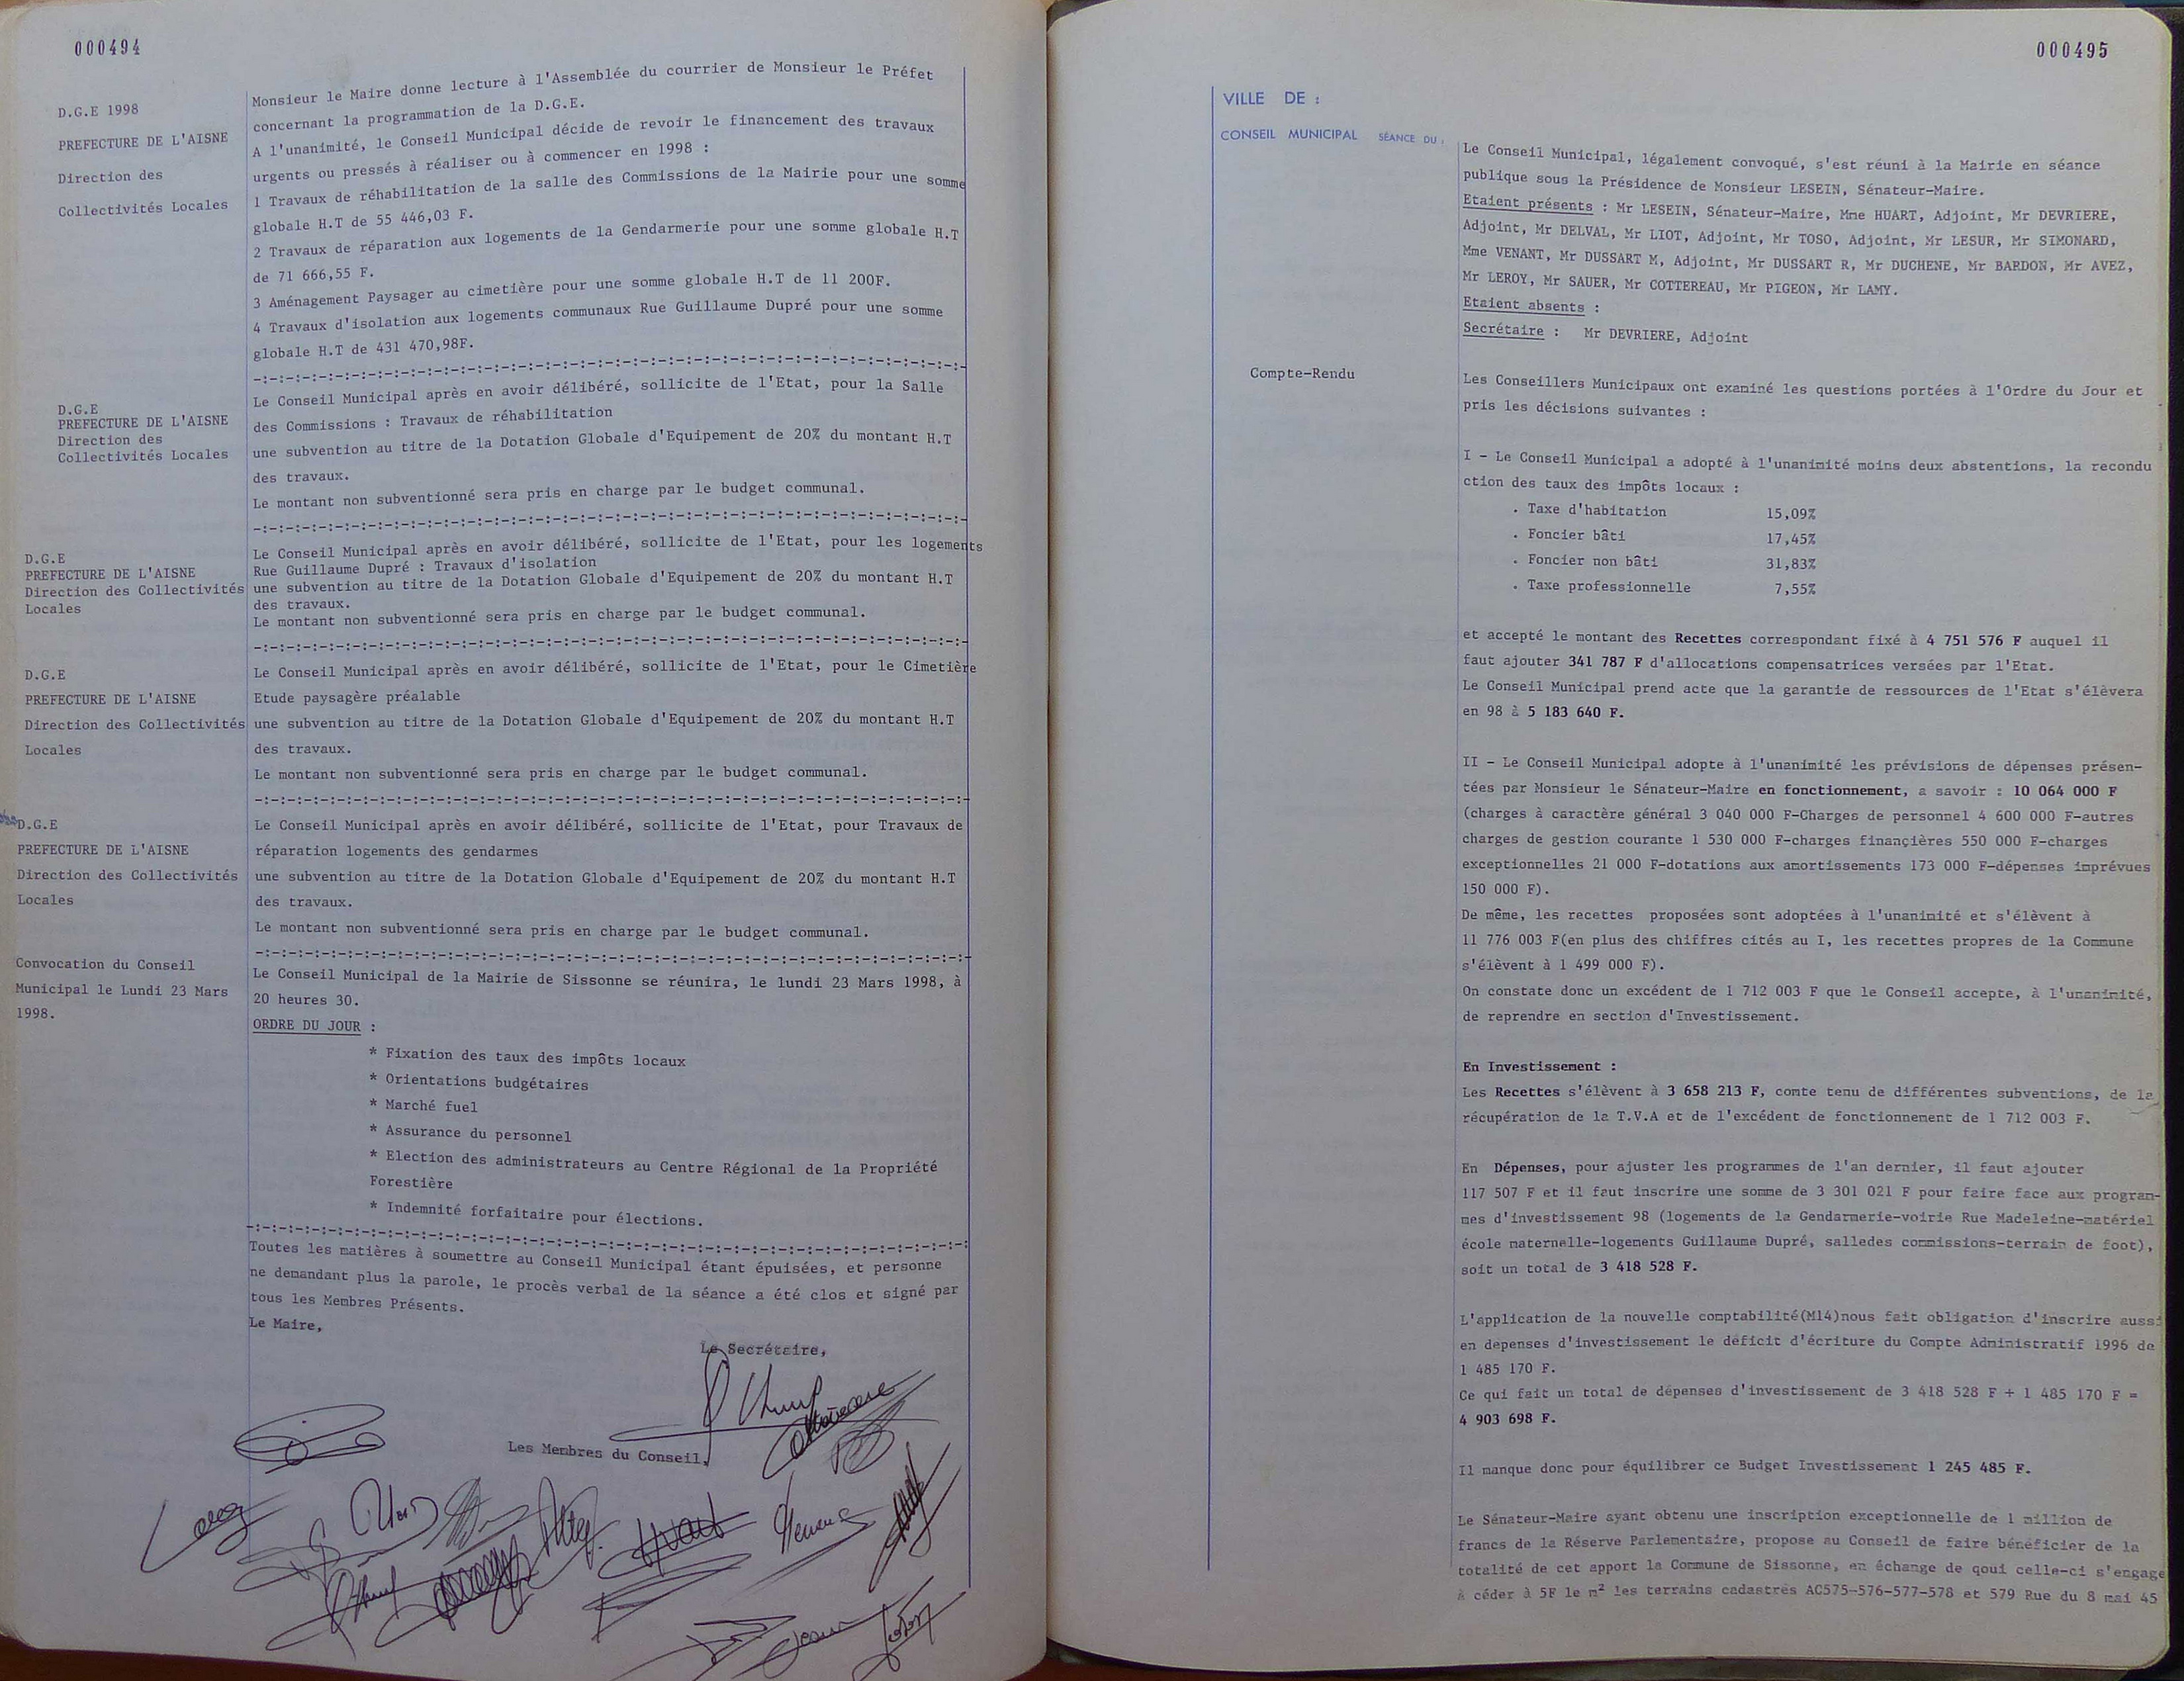 000494
D.G.E 1998
PREFECTURE DE L'AISNE
Direction des
Collectivités Locales
Monsieur le Maire donne lecture à l'Assemblée du courrier de Monsieur le Préfet
concernant la programmation de la D.G.E.
A l'unanimité, le Conseil Municipal décide de revoir le financement des travaux
urgents ou pressés à réaliser ou à commencer en 1998 :
1 Travaux de réhabilitation de la salle des Commissions de la Mairie pour une somme
globale H.T de 55 446,03 F.
2 Travaux de réparation aux logements de la Gendarmerie pour une somme globale H.T
de 71 666,55 F.
3 Aménagement Paysager au cimetière pour une somme globale H.T de 11 200F.
4 Travaux d'isolation aux logements communaux Rue Guillaume Dupré pour une somme
globale H.T de 431 470,98F.
-:-:-:-:-:-:-:-:-:-:-:-:-:-:-:-:-:-:-:-:-:-:-:-:-:-:-:-:-:-:-:-:-:-:-:-
D.G.E
PREFECTURE DE L'AISNE
Direction des
Collectivités Locales
Le Conseil Municipal après en avoir délibéré, sollicite de l'Etat, pour la Salle
des Commissions : Travaux de réhabilitation
une subvention au titre de la Dotation Globale d'Equipement de 20% du montant H.T
des travaux.
Le montant non subventionné sera pris en charge par le budget communal.
-:-:-:-:-:-:-:-:-:-:-:-:-:-:-:-:-:-:-:-:-:-:-:-:-:-:-:-:-:-:-:-:-:-:-:-
D.G.E
PREFECTURE DE L'AISNE
Direction des Collectivités
Locales
Le Conseil Municipal après en avoir délibéré, sollicite de l'Etat, pour les logements
Rue Guillaume Dupré : Travaux d'isolation
une subvention au titre de la Dotation Globale d'Equipement de 20% du montant H.T
des travaux.
Le montant non subventionné sera pris en charge par le budget communal.
-:-:-:-:-:-:-:-:-:-:-:-:-:-:-:-:-:-:-:-:-:-:-:-:-:-:-:-:-:-:-:-:-:-:-:-
D.G.E
PREFECTURE DE L'AISNE
Direction des Collectivités
Locales
Le Conseil Municipal après en avoir délibéré, sollicite de l'Etat, pour le Cimetière
Etude paysagère préalable
une subvention au titre de la Dotation Globale d'Equipement de 20% du montant H.T
des travaux.
Le montant non subventionné sera pris en charge par le budget communal.
-:-:-:-:-:-:-:-:-:-:-:-:-:-:-:-:-:-:-:-:-:-:-:-:-:-:-:-:-:-:-:-:-:-:-:-
D.G.E
PREFECTURE DE L'AISNE
Direction des Collectivités
Locales
Le Conseil Municipal après en avoir délibéré, sollicite de l'Etat, pour Travaux de
réparation logements des gendarmes
une subvention au titre de la Dotation Globale d'Equipement de 20% du montant H.T
des travaux.
Le montant non subventionné sera pris en charge par le budget communal.
-:-:-:-:-:-:-:-:-:-:-:-:-:-:-:-:-:-:-:-:-:-:-:-:-:-:-:-:-:-:-:-:-:-:-:-
Convocation du Conseil
Municipal le Lundi 23 Mars
1998.
Le Conseil Municipal de la Mairie de Sissonne se réunira, le lundi 23 Mars 1998, à
20 heures 30.
ORDRE DU JOUR :
* Fixation des taux des impôts locaux
* Orientations budgétaires
* Marché fuel
* Assurance du personnel
* Election des administrateurs au Centre Régional de la Propriété
Forestière
* Indemnité forfaitaire pour élections.
-:-:-:-:-:-:-:-:-:-:-:-:-:-:-:-:-:-:-:-:-:-:-:-:-:-:-:-:-:-:-:-:-:-:-:-
Toutes les matières à soumettre au Conseil Municipal étant épuisées, et personne
ne demandant plus la parole, le procès verbal de la séance a été clos et signé par
tous les Membres Présents.
Le Maire,
Le Secrétaire,
Les Membres du Conseil,
000495
VILLE DE :
CONSEIL MUNICIPAL SÉANCE DU :
Le Conseil Municipal, légalement convoqué, s'est réuni à la Mairie en séance
publique sous la Présidence de Monsieur LESEIN, Sénateur-Maire.
Etaient présents : Mr LESEIN, Sénateur-Maire, Mme HUART, Adjoint, Mr DEVRIERE,
Adjoint, Mr DELVAL, Mr LIOT, Adjoint, Mr TOSO, Adjoint, Mr LESUR, Mr SIMONARD,
Mme VENANT, Mr DUSSART M, Adjoint, Mr DUSSART R, Mr DUCHENE, Mr BARDON, Mr AVEZ,
Mr LEROY, Mr SAUER, Mr COTTEREAU, Mr PIGEON, Mr LAMY.
Etaient absents :
Secrétaire : Mr DEVRIERE, Adjoint
Compte-Rendu
Les Conseillers Municipaux ont examiné les questions portées à l'Ordre du Jour et
pris les décisions suivantes :
I - Le Conseil Municipal a adopté à l'unanimité moins deux abstentions, la recondu
ction des taux des impôts locaux :
. Taxe d'habitation 15,09%
. Foncier bâti 17,45%
. Foncier non bâti 31,83%
. Taxe professionnelle 7,55%
et accepté le montant des Recettes correspondant fixé à 4 751 576 F auquel il
faut ajouter 341 787 F d'allocations compensatrices versées par l'Etat.
Le Conseil Municipal prend acte que la garantie de ressources de l'Etat s'élèvera
en 98 à 5 183 640 F.
II - Le Conseil Municipal adopte à l'unanimité les prévisions de dépenses présen-
tées par Monsieur le Sénateur-Maire en fonctionnement, a savoir : 10 064 000 F
(charges à caractère général 3 040 000 F-Charges de personnel 4 600 000 F-autres
charges de gestion courante 1 530 000 F-charges finançières 550 000 F-charges
exceptionnelles 21 000 F-dotations aux amortissements 173 000 F-dépenses imprévues
150 000 F).
De même, les recettes proposées sont adoptées à l'unanimité et s'élèvent à
11 776 003 F(en plus des chiffres cités au I, les recettes propres de la Commune
s'élèvent à 1 499 000 F).
On constate donc un excédent de 1 712 003 F que le Conseil accepte, à l'unanimité,
de reprendre en section d'Investissement.
En Investissement :
Les Recettes s'élèvent à 3 658 213 F, comte tenu de différentes subventions, de la
récupération de la T.V.A et de l'excédent de fonctionnement de 1 712 003 F.
En Dépenses, pour ajuster les programmes de l'an dernier, il faut ajouter
117 507 F et il faut inscrire une somme de 3 301 021 F pour faire face aux program-
mes d'investissement 98 (logements de la Gendarmerie-voirie Rue Madeleine-matériel
école maternelle-logements Guillaume Dupré, salledes commissions-terrain de foot),
soit un total de 3 418 528 F.
L'application de la nouvelle comptabilité(M14)nous fait obligation d'inscrire aussi
en depenses d'investissement le déficit d'écriture du Compte Administratif 1996 de
1 485 170 F.
Ce qui fait un total de dépenses d'investissement de 3 418 528 F + 1 485 170 F =
4 903 698 F.
Il manque donc pour équilibrer ce Budget Investissement 1 245 485 F.
Le Sénateur-Maire ayant obtenu une inscription exceptionnelle de 1 million de
francs de la Réserve Parlementaire, propose au Conseil de faire bénéficier de la
totalité de cet apport la Commune de Sissonne, en échange de qoui celle-ci s'engage
à céder à 5F le m² les terrains cadastrés AC575-576-577-578 et 579 Rue du 8 mai 45